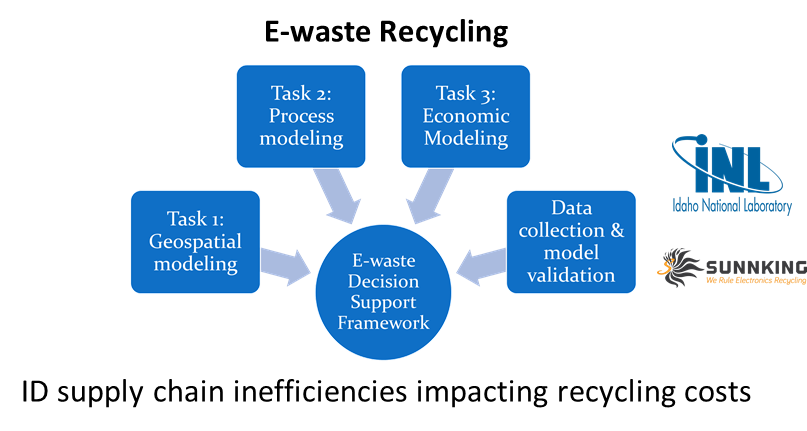 E-waste Recycling
Task 2:
Process
modeling
Task 3:
Economic
Modeling
Task 1:
Geospatial
modeling
Data
collection &
model
validation
E-waste
Decision
Support
Framework
INL
Idaho National Laboratory
SUNNKING
We Rule Electronics Recycling
ID supply chain inefficiencies impacting recycling costs